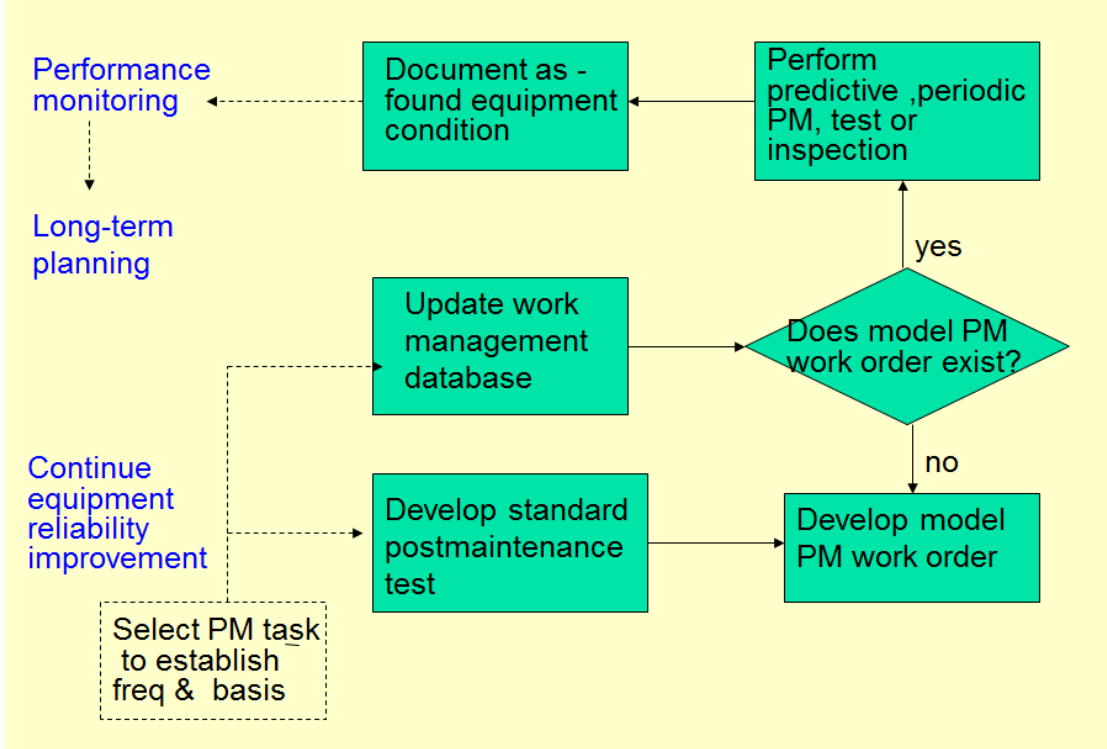 Performance
monitoring
Document as -
found equipment
condition
Perform
predictive ,periodic
PM, test or
inspection
Long-term
planning
yes
Update work
management
database
Does model PM
work order exist?
Continue
equipment
reliability
improvement
no
Develop standard
postmaintenance
test
Develop model
PM work order
Select PM task
to establish
freq & basis